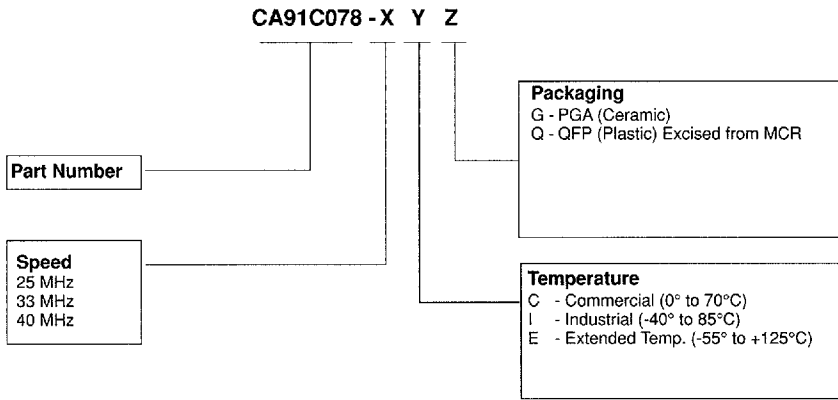 CA91C078 - X Y Z
Packaging
G - PGA (Ceramic)
Q - QFP (Plastic) Excised from MCR
Part Number
Speed
25 MHz
33 MHz
40 MHz
Temperature
C - Commercial (0° to 70°C)
I - Industrial (-40° to 85°C)
E - Extended Temp. (-55° to +125°C)